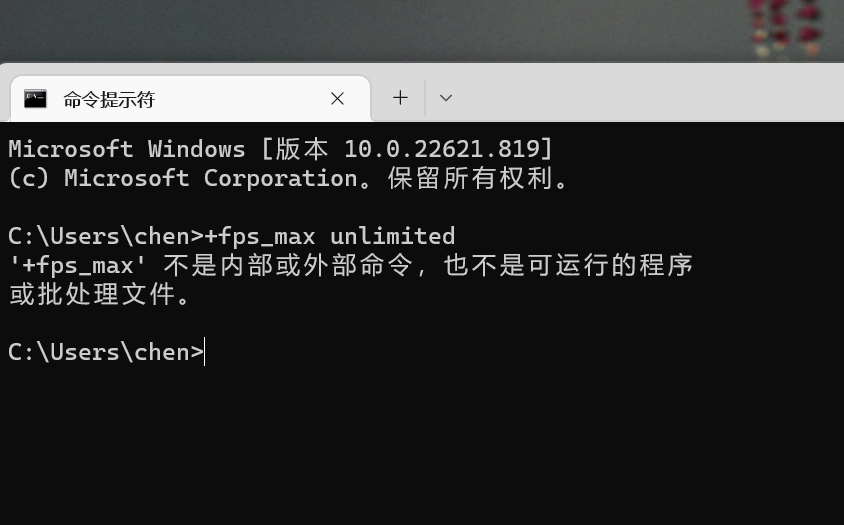 命令提示符
Microsoft Windows [版本 10.0.22621.819]
(c) Microsoft Corporation。保留所有权利。
C:\Users\chen>+fps_max unlimited
'+fps_max' 不是内部或外部命令，也不是可运行的程序
或批处理文件。
C:\Users\chen>